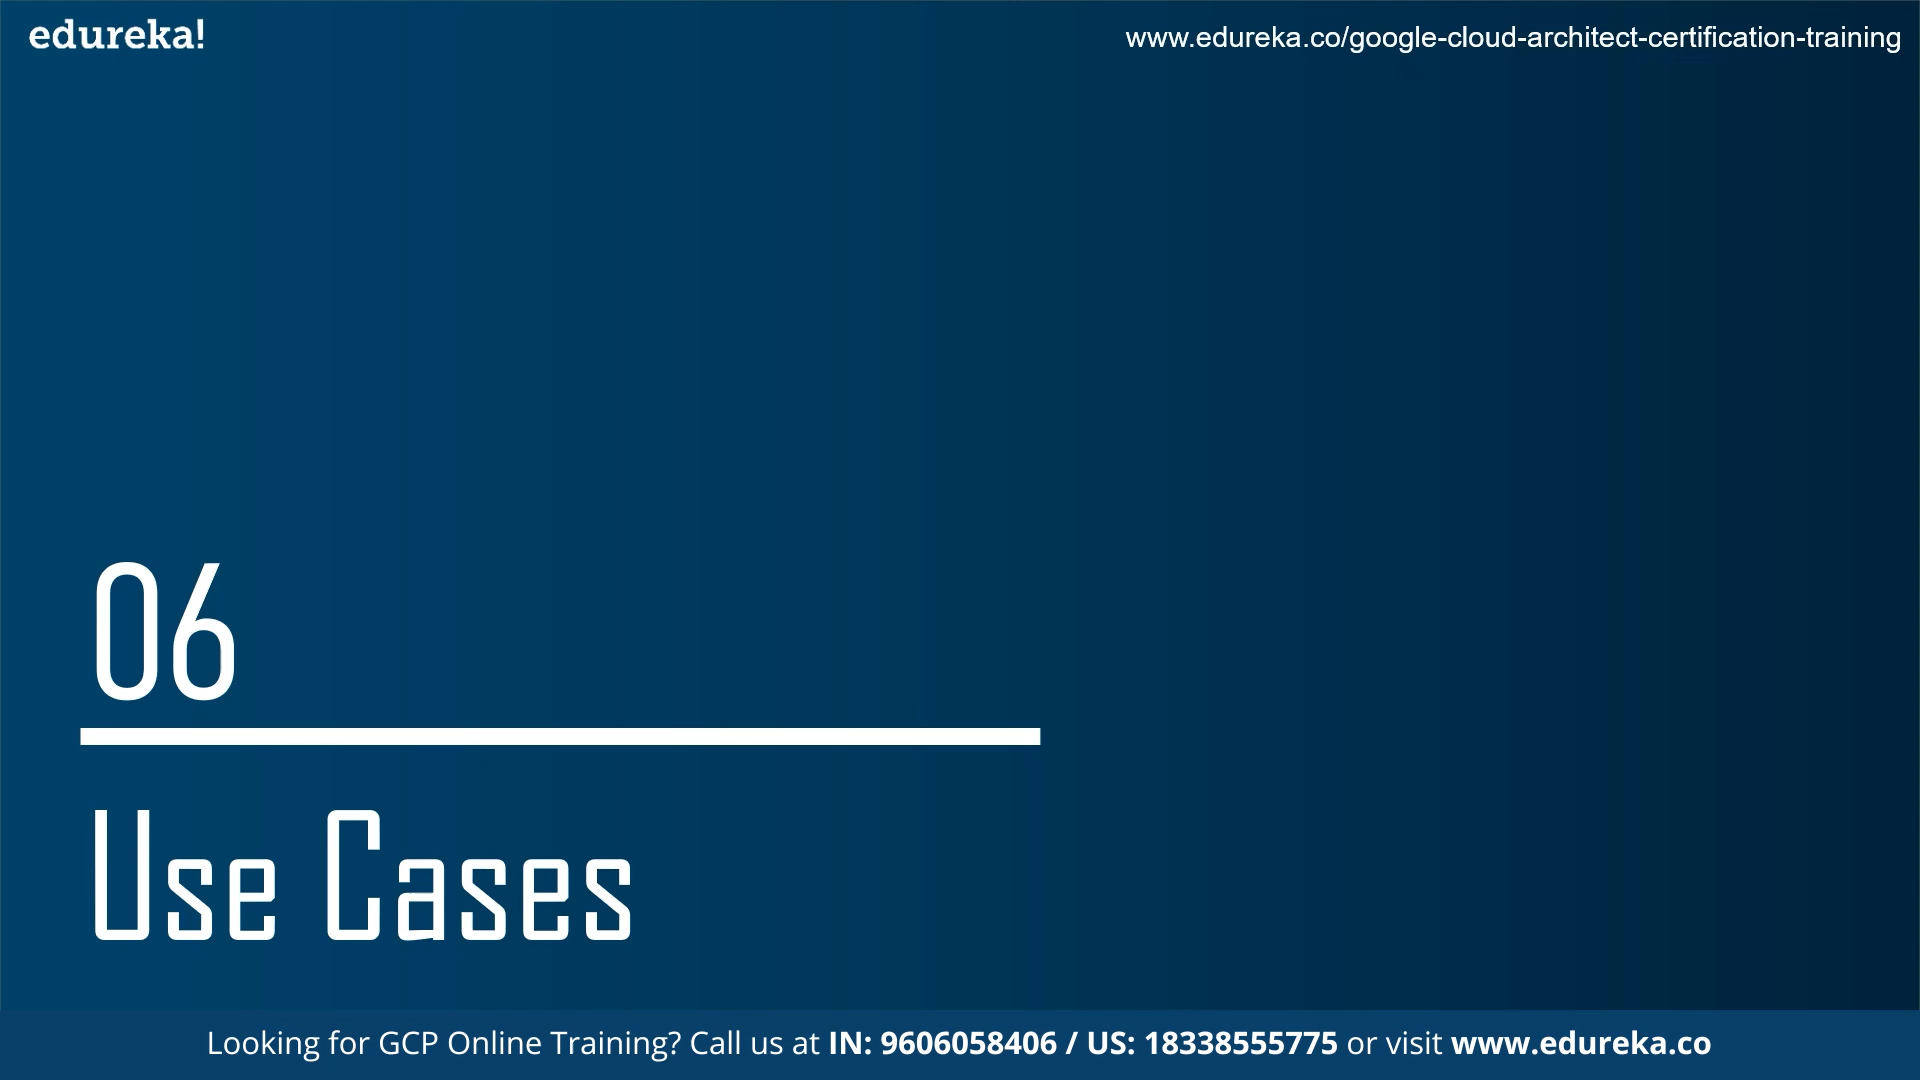 edureka!
www.edureka.co/google-cloud-architect-certification-training
06
Use Cases
Looking for GCP Online Training? Call us at IN: 9606058406 / US: 18338555775 or visit www.edureka.co